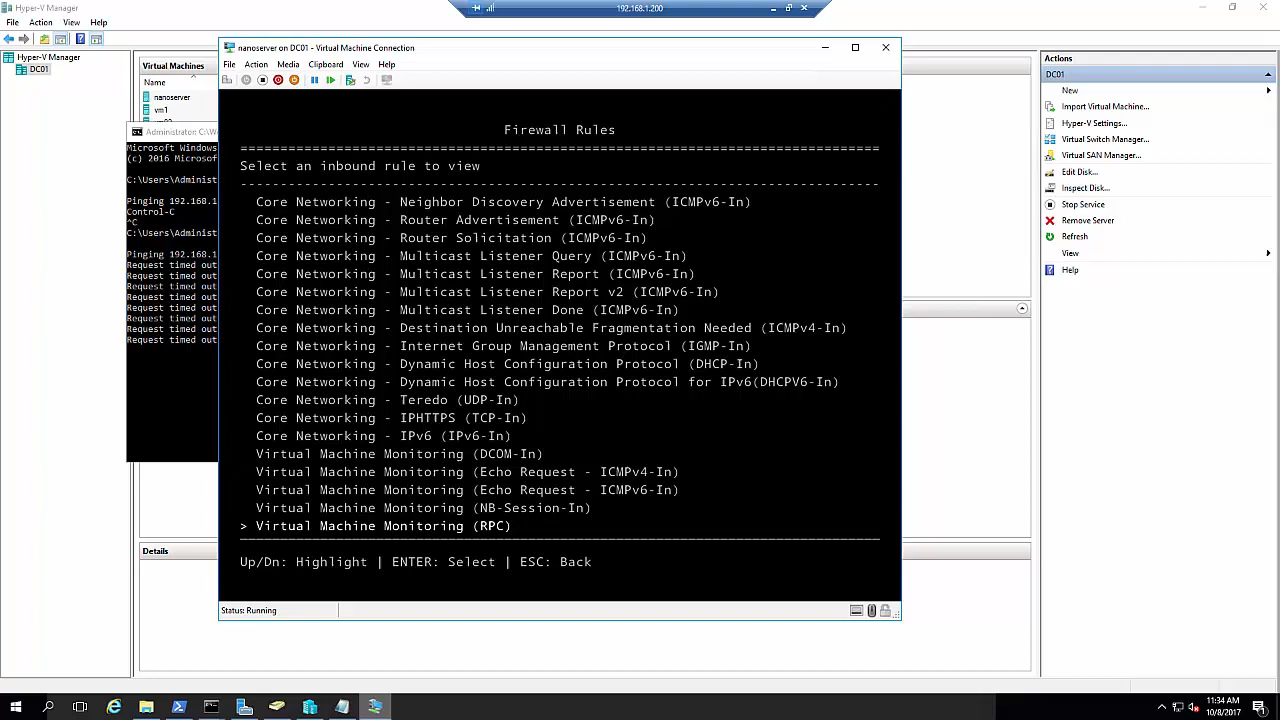 Hyper-V Manager
192.168.1.200
File Action View Help
Hyper-V Manager
DC01
Virtual Machines
Name
nanoserver
vm1
Administrator: C:\W
Microsoft Windows
(c) 2016 Microsof
C:\Users\Administ
Pinging 192.168.1
Control-C
^C
C:\Users\Administ
Pinging 192.168.1
Request timed out
Request timed out
Request timed out
Request timed out
Request timed out
Request timed out
Request timed out
Request timed out
nanoserver on DC01 - Virtual Machine Connection
File Action Media Clipboard View Help
Firewall Rules
================================================================================
Select an inbound rule to view
--------------------------------------------------------------------------------
Core Networking - Neighbor Discovery Advertisement (ICMPv6-In)
Core Networking - Router Advertisement (ICMPv6-In)
Core Networking - Router Solicitation (ICMPv6-In)
Core Networking - Multicast Listener Query (ICMPv6-In)
Core Networking - Multicast Listener Report (ICMPv6-In)
Core Networking - Multicast Listener Report v2 (ICMPv6-In)
Core Networking - Multicast Listener Done (ICMPv6-In)
Core Networking - Destination Unreachable Fragmentation Needed (ICMPv4-In)
Core Networking - Internet Group Management Protocol (IGMP-In)
Core Networking - Dynamic Host Configuration Protocol (DHCP-In)
Core Networking - Dynamic Host Configuration Protocol for IPv6(DHCPV6-In)
Core Networking - Teredo (UDP-In)
Core Networking - IPHTTPS (TCP-In)
Core Networking - IPv6 (IPv6-In)
Virtual Machine Monitoring (DCOM-In)
Virtual Machine Monitoring (Echo Request - ICMPv4-In)
Virtual Machine Monitoring (Echo Request - ICMPv6-In)
Virtual Machine Monitoring (NB-Session-In)
> Virtual Machine Monitoring (RPC)
Up/Dn: Highlight | ENTER: Select | ESC: Back
Status: Running
Details
Actions
DC01
New
Import Virtual Machine...
Hyper-V Settings...
Virtual Switch Manager...
Virtual SAN Manager...
Edit Disk...
Inspect Disk...
Stop Service
Remove Server
Refresh
View
Help
11:34 AM
10/8/2017